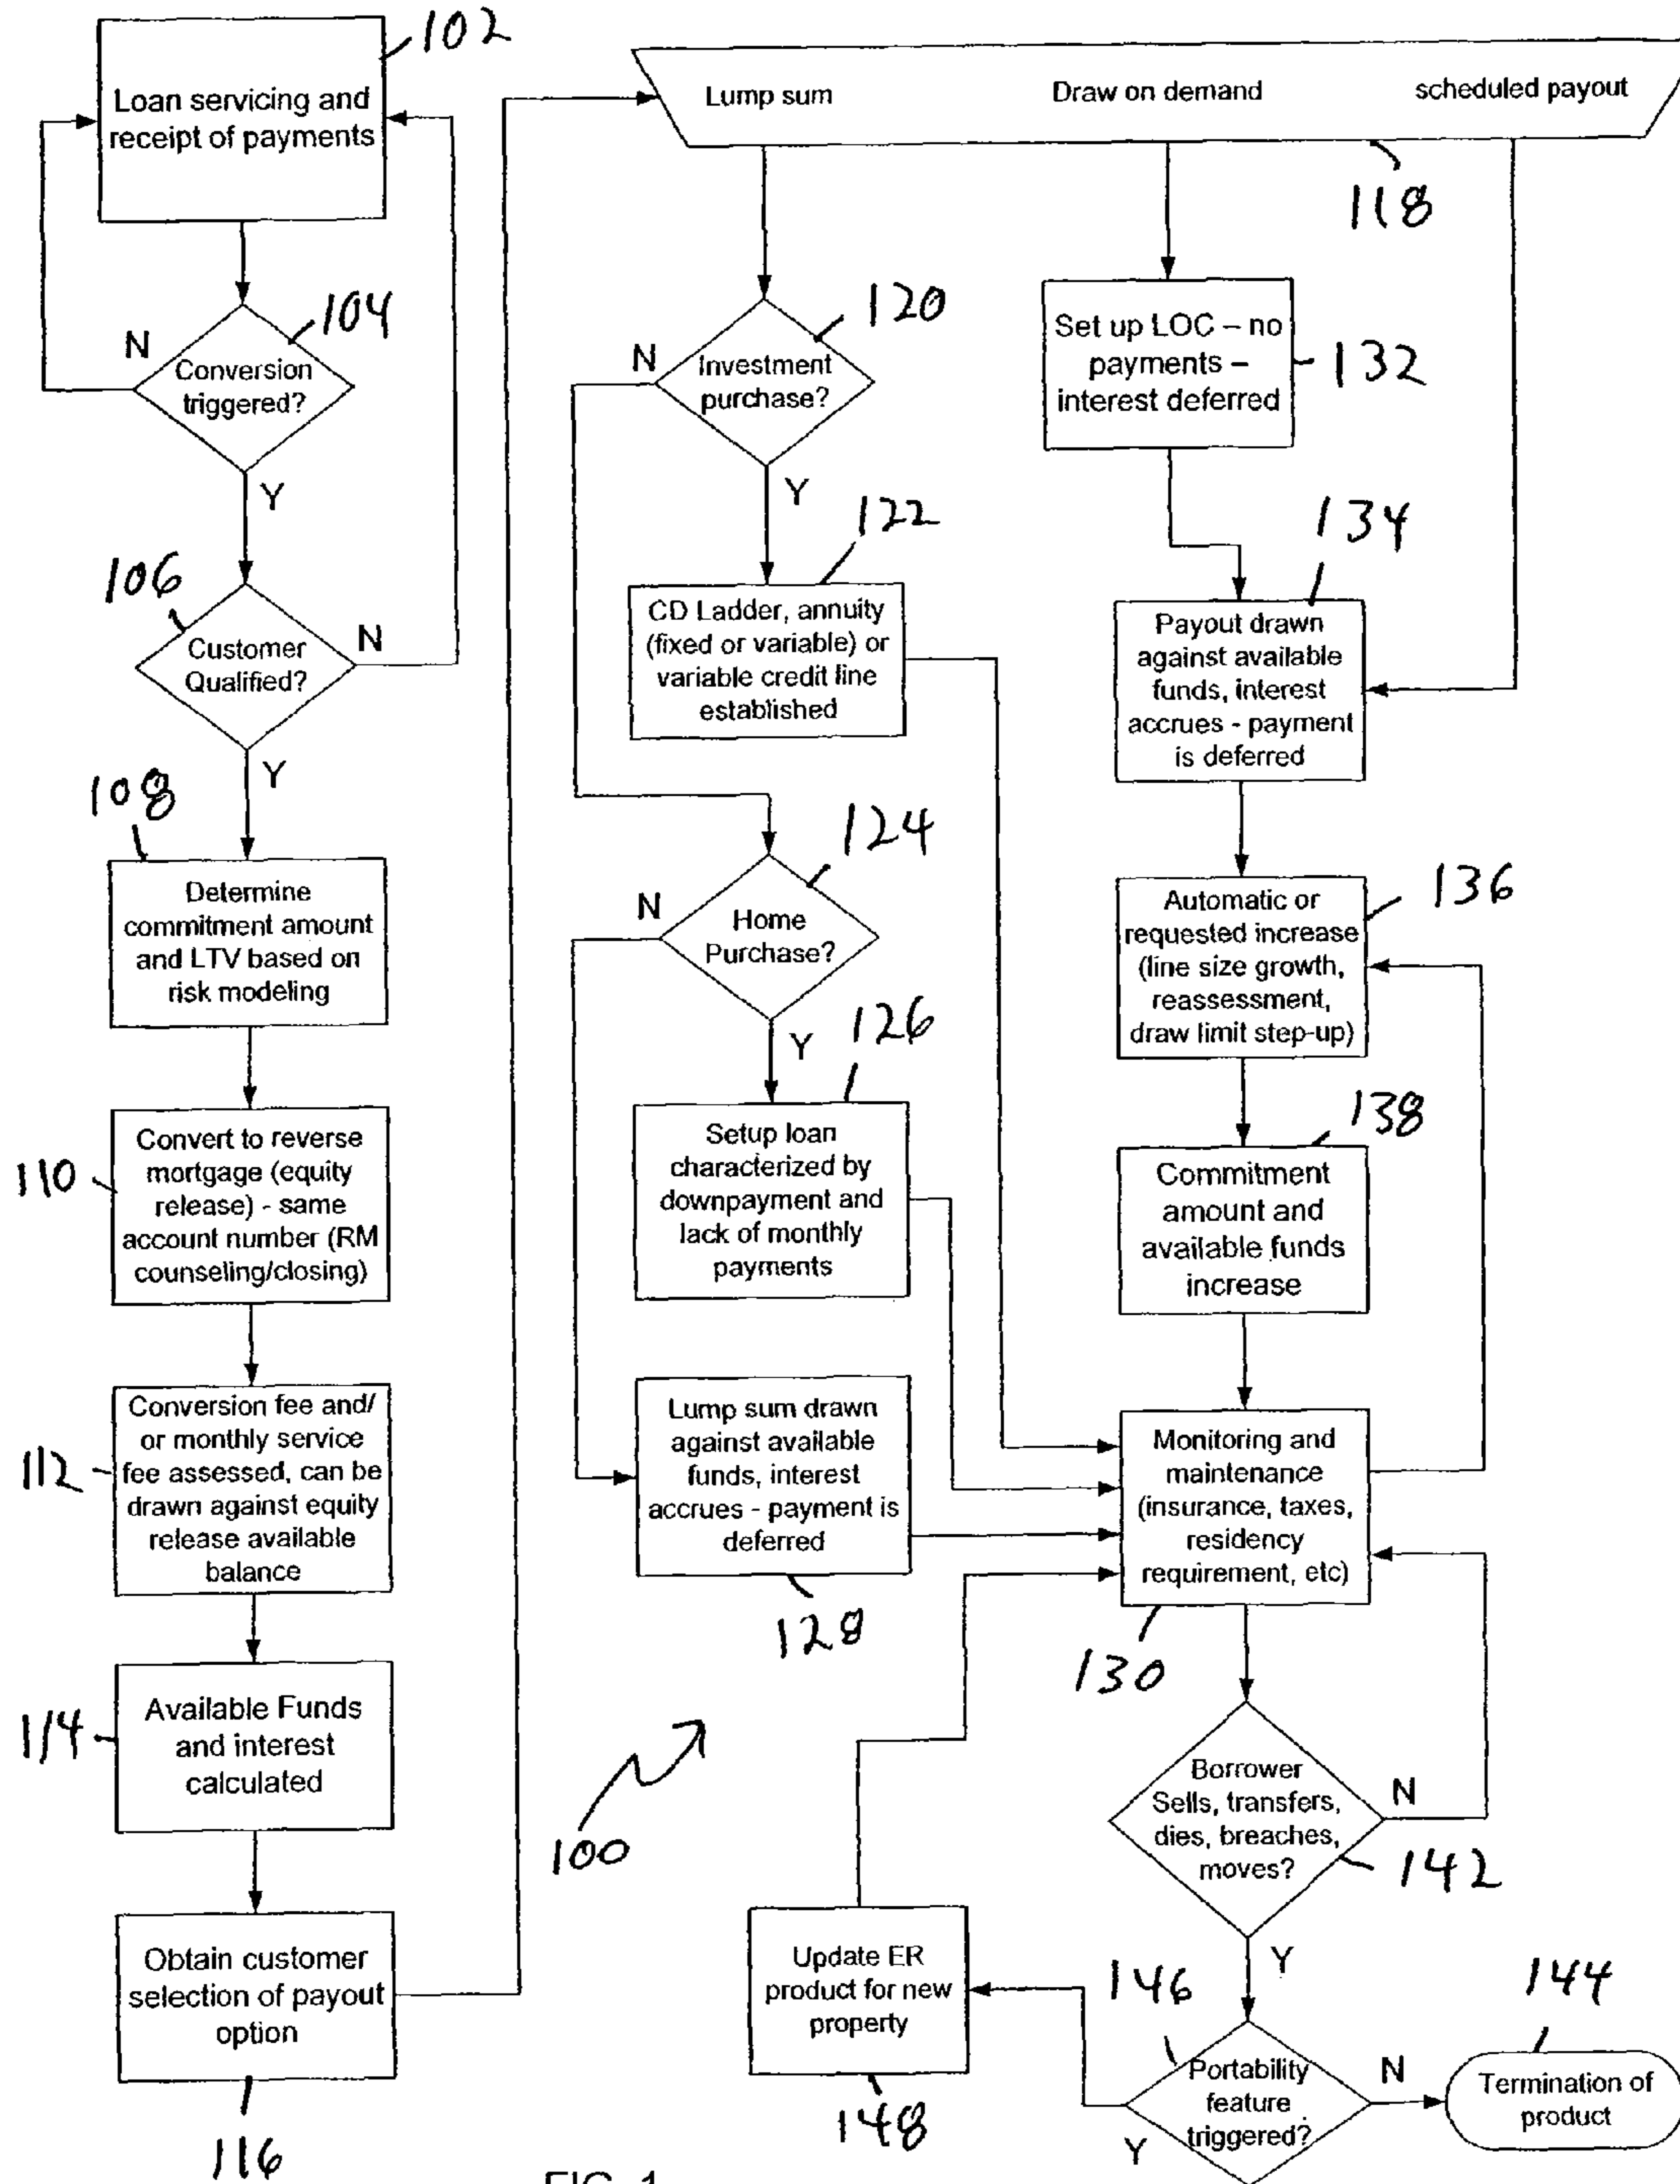 102
Loan servicing and
receipt of payments
104
N
Conversion
triggered?
Y
106
Customer
Qualified?
N
Y
108
Determine
commitment amount
and LTV based on
risk modeling
110
Convert to reverse
mortgage (equity
release) - same
account number (RM
counseling/closing)
112
Conversion fee and/
or monthly service
fee assessed, can be
drawn against equity
release available
balance
114
Available Funds
and interest
calculated
Obtain customer
selection of payout
option
116
Lump sum
Draw on demand
scheduled payout
118
120
N
Investment
purchase?
Y
122
CD Ladder, annuity
(fixed or variable) or
variable credit line
established
124
N
Home
Purchase?
Y
126
Setup loan
characterized by
downpayment and
lack of monthly
payments
Lump sum drawn
against available
funds, interest
accrues - payment is
deferred
128
Set up LOC – no
payments –
interest deferred
132
134
Payout drawn
against available
funds, interest
accrues - payment
is deferred
136
Automatic or
requested increase
(line size growth,
reassessment,
draw limit step-up)
138
Commitment
amount and
available funds
increase
Monitoring and
maintenance
(insurance, taxes,
residency
requirement, etc)
130
100
Borrower
Sells, transfers,
dies, breaches,
moves?
N
142
Y
Update ER
product for new
property
148
146
Portability
feature
triggered?
Y
N
144
Termination of
product
FIG. 1